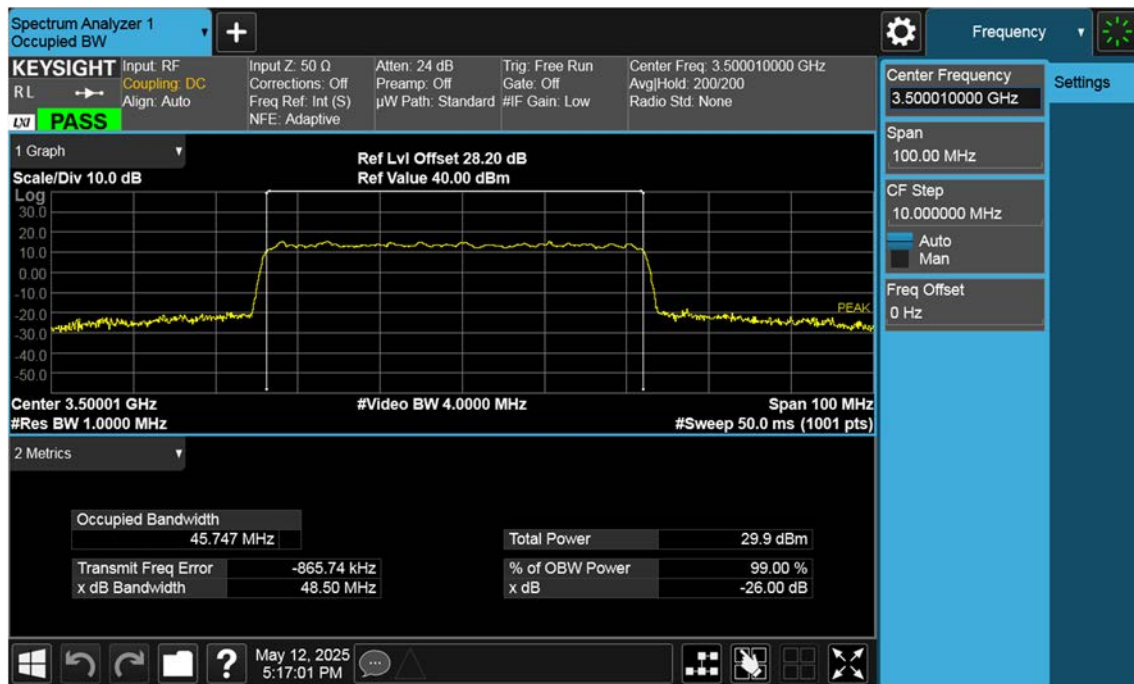 Spectrum Analyzer 1
Occupied BW
+
Frequency
KEYSIGHT
RL
LXI PASS
Input: RF
Coupling: DC
Align: Auto
Input Z: 50 Ω
Corrections: Off
Freq Ref: Int (S)
NFE: Adaptive
Atten: 24 dB
Preamp: Off
µW Path: Standard
Trig: Free Run
Gate: Off
#IF Gain: Low
Center Freq: 3.500010000 GHz
Avg|Hold: 200/200
Radio Std: None
Center Frequency
3.500010000 GHz
Settings
Span
100.00 MHz
CF Step
10.000000 MHz
Auto
Man
Freq Offset
0 Hz
1 Graph
Scale/Div 10.0 dB
Ref Lvl Offset 28.20 dB
Ref Value 40.00 dBm
Log
30.0
20.0
10.0
0.00
-10.0
-20.0
-30.0
-40.0
-50.0
PEAK
Center 3.50001 GHz
#Video BW 4.0000 MHz
Span 100 MHz
#Res BW 1.0000 MHz
#Sweep 50.0 ms (1001 pts)
2 Metrics
Occupied Bandwidth
45.747 MHz
Total Power 29.9 dBm
Transmit Freq Error -865.74 kHz
% of OBW Power 99.00 %
x dB Bandwidth 48.50 MHz
x dB -26.00 dB
?
May 12, 2025
5:17:01 PM